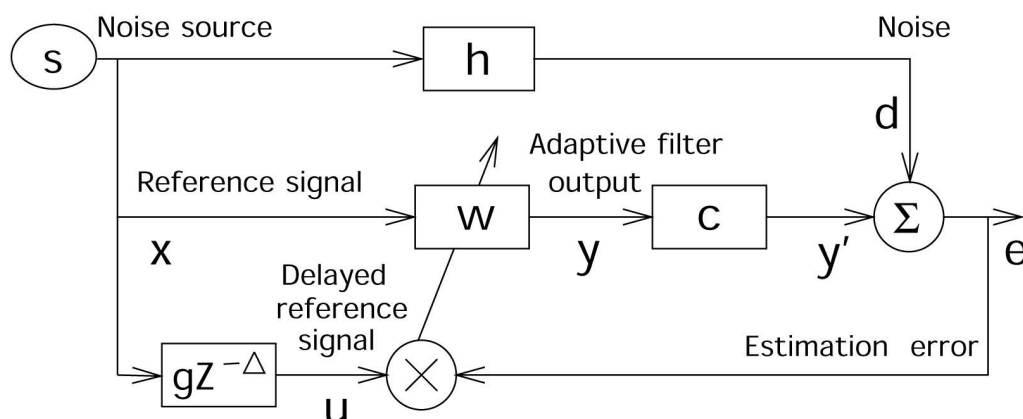 Noise source
Noise
s
h
d
Adaptive filter
output
Reference signal
w
c
Σ
x
y
y'
e
Delayed
reference
signal
Estimation error
gZ^-Δ
u